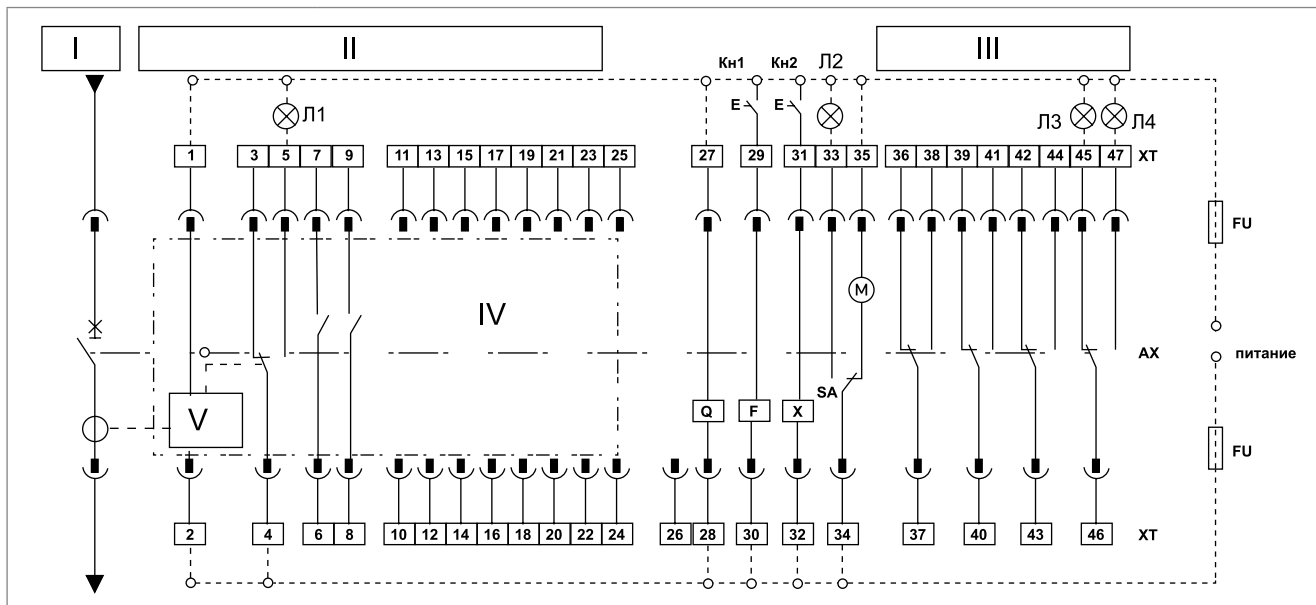 I II III
Кн1 Кн2 Л2
Л1 E E Л3 Л4
1 3 5 7 9 11 13 15 17 19 21 23 25 27 29 31 33 35 36 38 39 41 42 44 45 47 XT
FU
M
IV
AX питание
SA
V Q F X
FU
2 4 6 8 10 12 14 16 18 20 22 24 26 28 30 32 34 37 40 43 46 XT